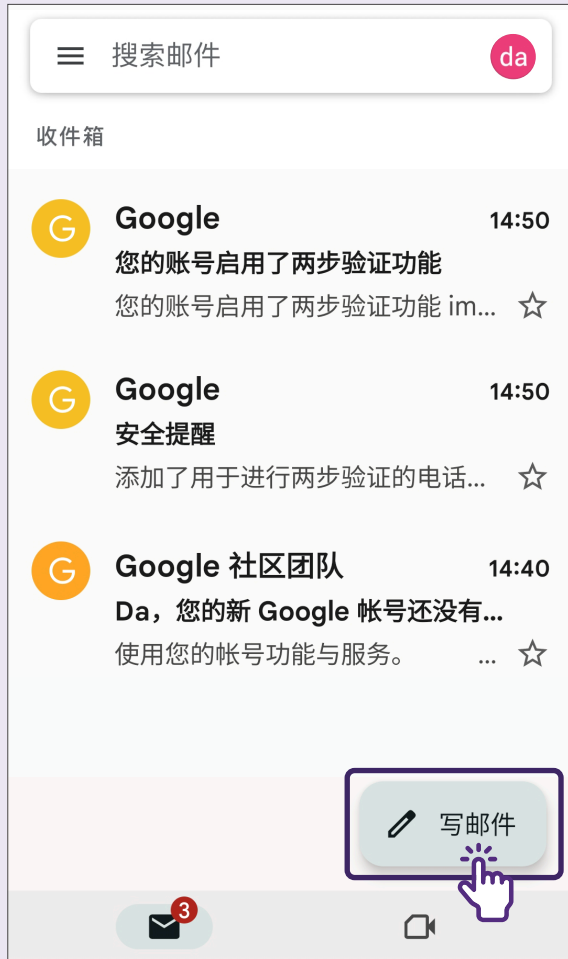 搜索邮件
da
收件箱
G
Google
14:50
您的账号启用了两步验证功能
您的账号启用了两步验证功能 im...
G
Google
14:50
安全提醒
添加了用于进行两步验证的电话...
G
Google 社区团队
14:40
Da，您的新 Google 帐号还没有...
使用您的帐号功能与服务。 ...
写邮件
3